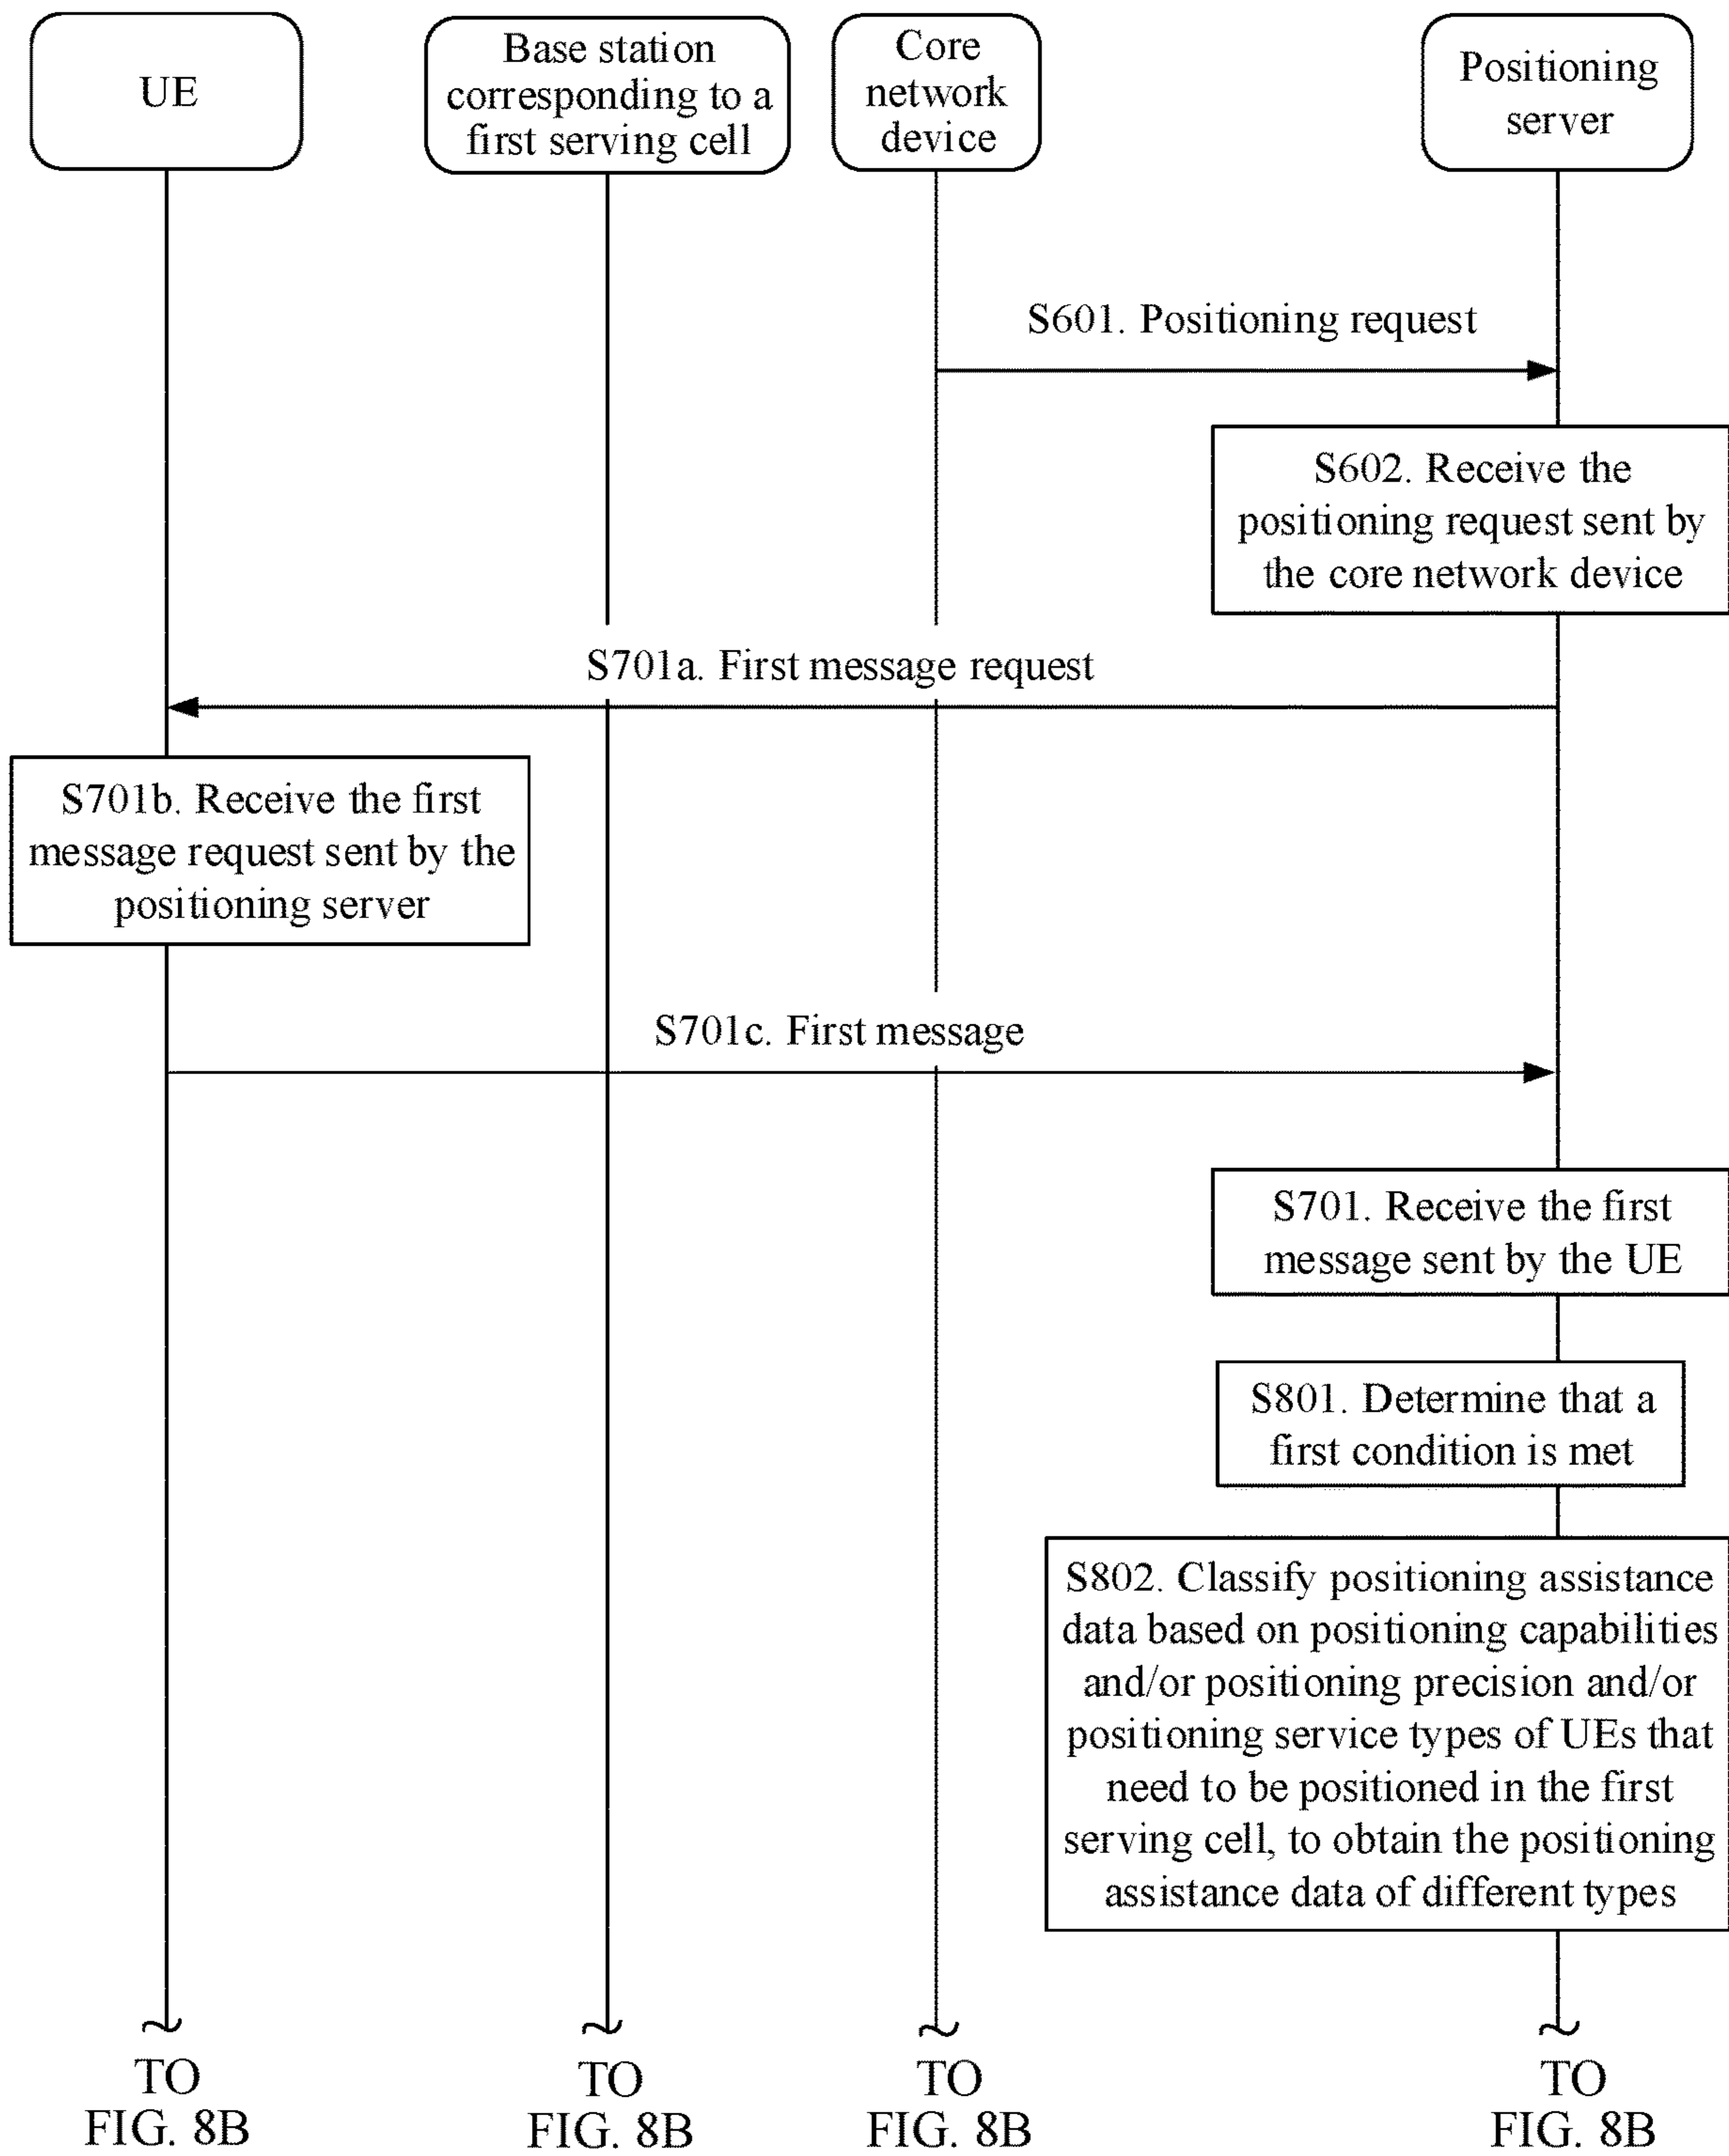 UE
Base station
corresponding to a
first serving cell
Core
network
device
Positioning
server
S601. Positioning request
S602. Receive the
positioning request sent by
the core network device
S701a. First message request
S701b. Receive the first
message request sent by the
positioning server
S701c. First message
S701. Receive the first
message sent by the UE
S801. Determine that a
first condition is met
S802. Classify positioning assistance
data based on positioning capabilities
and/or positioning precision and/or
positioning service types of UEs that
need to be positioned in the first
serving cell, to obtain the positioning
assistance data of different types
TO
FIG. 8B
TO
FIG. 8B
TO
FIG. 8B
TO
FIG. 8B